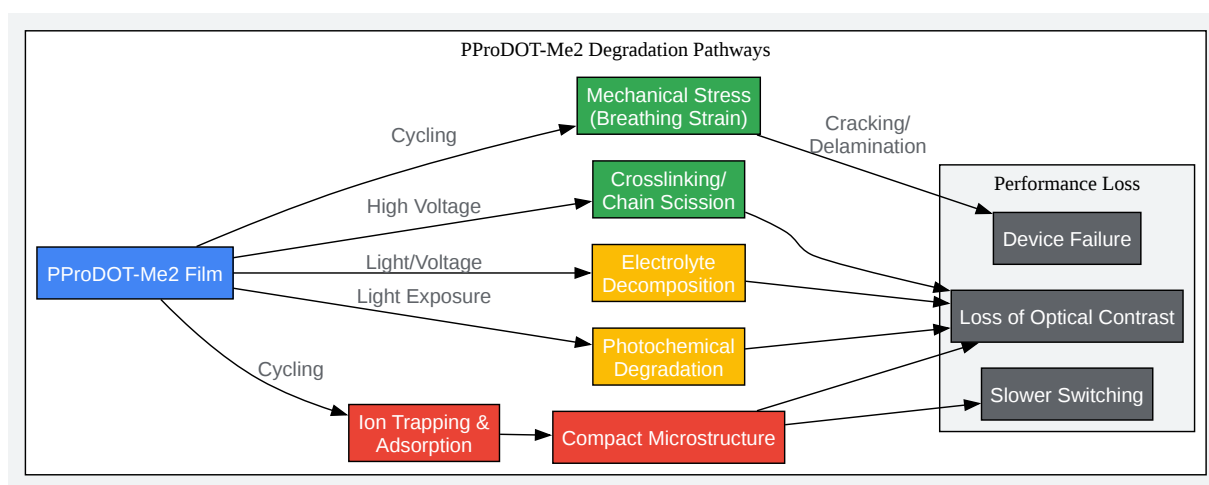 PProDOT-Me2 Degradation Pathways
Mechanical Stress
(Breathing Strain)
Cracking/
Delamination
Cycling
Crosslinking/
Chain Scission
Performance Loss
High Voltage
Device Failure
PProDOT-Me2 Film
Light/Voltage
Electrolyte
Decomposition
Light Exposure
Loss of Optical Contrast
Photochemical
Degradation
Cycling
Slower Switching
Ion Trapping &
Adsorption
Compact Microstructure